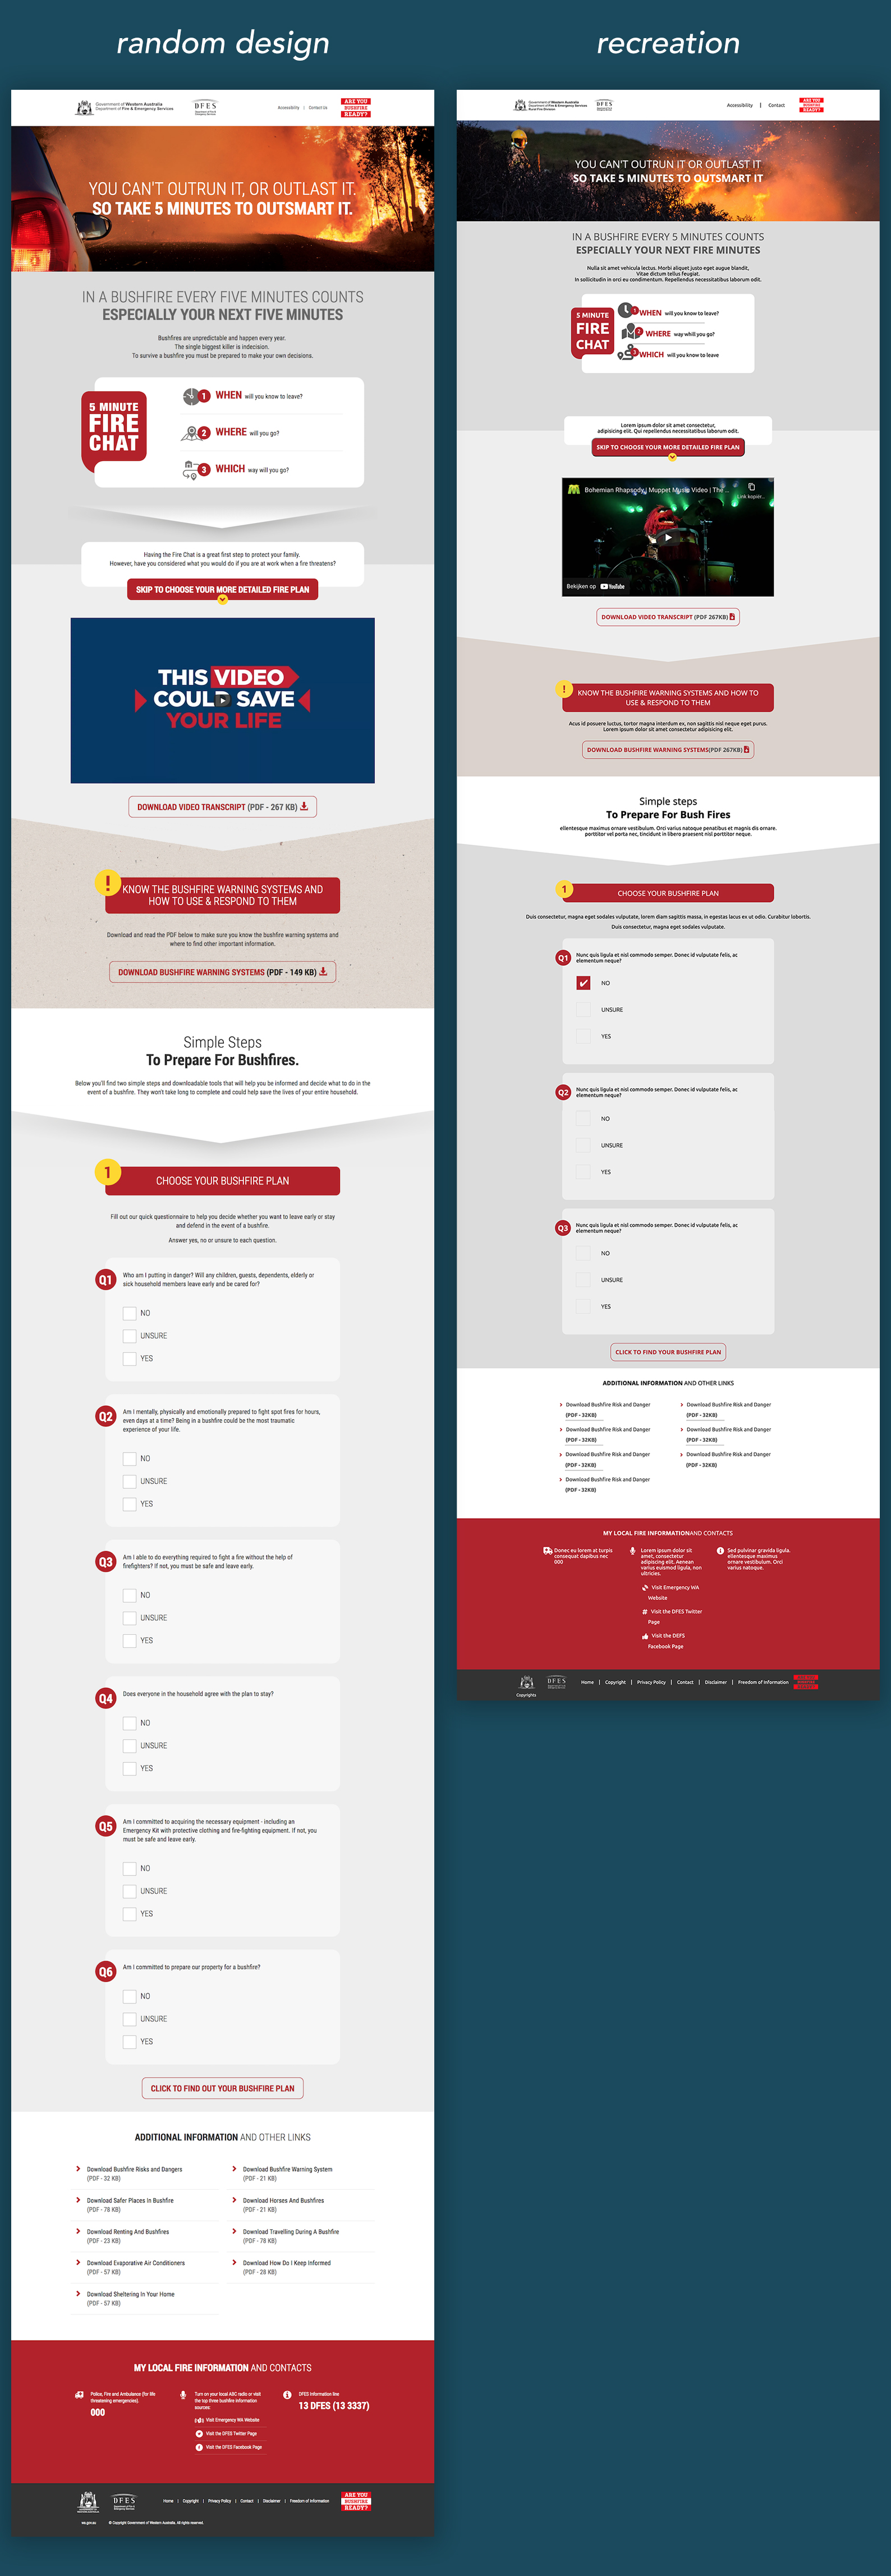 random design
Government of Western Australia
Department of Fire & Emergency Services
DFES
Accessibility | Contact Us
ARE YOU
BUSHFIRE
READY?
YOU CAN'T OUTRUN IT, OR OUTLAST IT.
SO TAKE 5 MINUTES TO OUTSMART IT.
IN A BUSHFIRE EVERY FIVE MINUTES COUNTS
ESPECIALLY YOUR NEXT FIVE MINUTES
Bushfires are unpredictable and happen every year.
The single biggest killer is indecision.
To survive a bushfire you must be prepared to make your own decisions.
5 MINUTE
FIRE
CHAT
1 WHEN will you know to leave?
2 WHERE will you go?
3 WHICH way will you go?
Having the Fire Chat is a great first step to protect your family.
However, have you considered what you would do if you are at work when a fire threatens?
SKIP TO CHOOSE YOUR MORE DETAILED FIRE PLAN
THIS VIDEO
COULD SAVE
YOUR LIFE
DOWNLOAD VIDEO TRANSCRIPT (PDF - 267 KB)
!
KNOW THE BUSHFIRE WARNING SYSTEMS AND
HOW TO USE & RESPOND TO THEM
Download and read the PDF below to make sure you know the bushfire warning systems and
where to find other important information.
DOWNLOAD BUSHFIRE WARNING SYSTEMS (PDF - 149 KB)
Simple Steps
To Prepare For Bushfires.
Below you'll find two simple steps and downloadable tools that will help you be informed and decide what to do in the
event of a bushfire. They won't take long to complete and could help save the lives of your entire household.
1
CHOOSE YOUR BUSHFIRE PLAN
Fill out our quick questionnaire to help you decide whether you want to leave early or stay
and defend in the event of a bushfire.
Answer yes, no or unsure to each question.
Q1
Who am I putting in danger? Will any children, guests, dependents, elderly or
sick household members leave early and be cared for?
NO
UNSURE
YES
Q2
Am I mentally, physically and emotionally prepared to fight spot fires for hours,
even days at a time? Being in a bushfire could be the most traumatic
experience of your life.
NO
UNSURE
YES
Q3
Am I able to do everything required to fight a fire without the help of
firefighters? If not, you must be safe and leave early.
NO
UNSURE
YES
Q4
Does everyone in the household agree with the plan to stay?
NO
UNSURE
YES
Q5
Am I committed to acquiring the necessary equipment - including an
Emergency Kit with protective clothing and fire-fighting equipment. If not, you
must be safe and leave early.
NO
UNSURE
YES
Q6
Am I committed to prepare our property for a bushfire?
NO
UNSURE
YES
CLICK TO FIND OUT YOUR BUSHFIRE PLAN
ADDITIONAL INFORMATION AND OTHER LINKS
Download Bushfire Risks and Dangers
(PDF - 32 KB)
Download Safer Places In Bushfire
(PDF - 78 KB)
Download Renting And Bushfires
(PDF - 23 KB)
Download Evaporative Air Conditioners
(PDF - 57 KB)
Download Sheltering In Your Home
(PDF - 57 KB)
Download Bushfire Warning System
(PDF - 21 KB)
Download Horses And Bushfires
(PDF - 21 KB)
Download Travelling During A Bushfire
(PDF - 78 KB)
Download How Do I Keep Informed
(PDF - 28 KB)
MY LOCAL FIRE INFORMATION AND CONTACTS
Police, Fire and Ambulance (for life
threatening emergencies).
000
Turn on your local ABC radio or visit
the top three bushfire information
sources:
Visit Emergency WA Website
Visit the DFES Twitter Page
Visit the DFES Facebook Page
DFES Information line
13 DFES (13 3337)
DFES
Home | Copyright | Privacy Policy | Contact | Disclaimer | Freedom of Information
ARE YOU
BUSHFIRE
READY?
wa.gov.au
© Copyright Government of Western Australia. All rights reserved.
recreation
Government of Western Australia
Department of Fire & Emergency Services
Rural Fire Division
DFES
Accessibility | Contact
ARE YOU
BUSHFIRE
READY?
YOU CAN'T OUTRUN IT OR OUTLAST IT
SO TAKE 5 MINUTES TO OUTSMART IT
IN A BUSHFIRE EVERY 5 MINUTES COUNTS
ESPECIALLY YOUR NEXT FIRE MINUTES
Nulla sit amet vehicula lectus. Morbi aliquet justo eget augue blandit,
Vitae dictum tellus feugiat.
In sollicitudin in orci eu condimentum. Repellendus necessitatibus laborum odit.
5 MINUTE
FIRE
CHAT
1 WHEN will you know to leave?
2 WHERE way whill you go?
3 WHICH will you know to leave
Lorem ipsum dolor sit amet consectetur,
adipisicing elit. Qui repellendus necessitatibus laborum odit.
SKIP TO CHOOSE YOUR MORE DETAILED FIRE PLAN
Bohemian Rhapsody | Muppet Music Video | The ...
Link kopiër...
Bekijken op YouTube
DOWNLOAD VIDEO TRANSCRIPT (PDF 267KB)
!
KNOW THE BUSHFIRE WARNING SYSTEMS AND HOW TO
USE & RESPOND TO THEM
Acus id posuere luctus, tortor magna interdum ex, non sagittis nisl neque eget purus.
Lorem ipsum dolor sit amet consectetur adipisicing elit.
DOWNLOAD BUSHFIRE WARNING SYSTEMS(PDF 267KB)
Simple steps
To Prepare For Bush Fires
ellentesque maximus ornare vestibulum. Orci varius natoque penatibus et magnis dis ornare.
porttitor vel porta nec, tincidunt in libero praesent nisl porttitor neque.
1
CHOOSE YOUR BUSHFIRE PLAN
Duis consectetur, magna eget sodales vulputate, lorem diam sagittis massa, in egestas lacus ex ut odio. Curabitur lobortis.
Duis consectetur, magna eget sodales vulputate.
Q1
Nunc quis ligula et nisl commodo semper. Donec id vulputate felis, ac
elementum neque?
NO
UNSURE
YES
Q2
Nunc quis ligula et nisl commodo semper. Donec id vulputate felis, ac
elementum neque?
NO
UNSURE
YES
Q3
Nunc quis ligula et nisl commodo semper. Donec id vulputate felis, ac
elementum neque?
NO
UNSURE
YES
CLICK TO FIND YOUR BUSHFIRE PLAN
ADDITIONAL INFORMATION AND OTHER LINKS
Download Bushfire Risk and Danger
(PDF - 32KB)
Download Bushfire Risk and Danger
(PDF - 32KB)
Download Bushfire Risk and Danger
(PDF - 32KB)
Download Bushfire Risk and Danger
(PDF - 32KB)
Download Bushfire Risk and Danger
(PDF - 32KB)
Download Bushfire Risk and Danger
(PDF - 32KB)
Download Bushfire Risk and Danger
(PDF - 32KB)
MY LOCAL FIRE INFORMATIONAND CONTACTS
Donec eu lorem at turpis
consequat dapibus nec
000
Lorem ipsum dolor sit
amet, consectetur
adipisicing elit. Aenean
varius euismod ligula, non
ultricies.
Visit Emergency WA
Website
Visit the DFES Twitter
Page
Visit the DEFS
Facebook Page
Sed pulvinar gravida ligula.
ellentesque maximus
ornare vestibulum. Orci
varius natoque.
DFES
Home | Copyright | Privacy Policy | Contact | Disclaimer | Freedom of Information
Copyrights